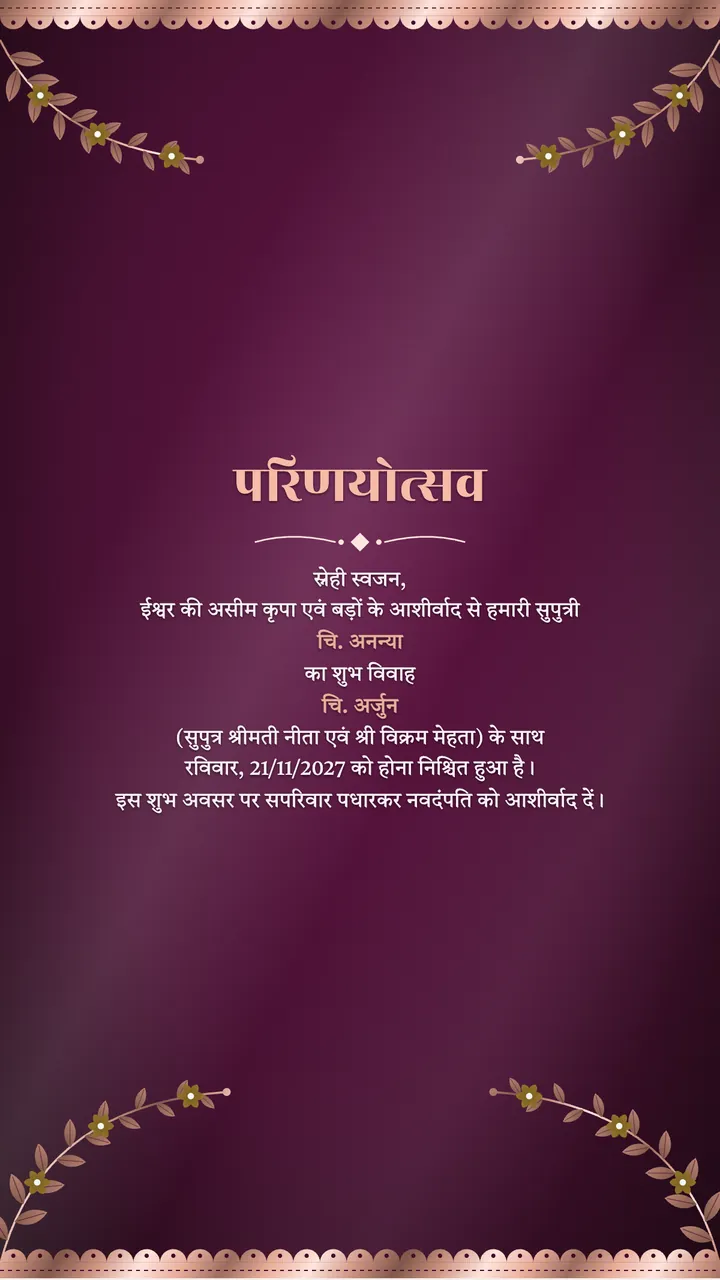 परिणयोत्सव
स्नेही स्वजन,
ईश्वर की असीम कृपा एवं बड़ों के आशीर्वाद से हमारी सुपुत्री
चि. अनन्या
का शुभ विवाह
चि. अर्जुन
(सुपुत्र श्रीमती नीता एवं श्री विक्रम मेहता) के साथ
रविवार, 21/11/2027 को होना निश्चित हुआ है।
इस शुभ अवसर पर सपरिवार पधारकर नवदंपति को आशीर्वाद दें।